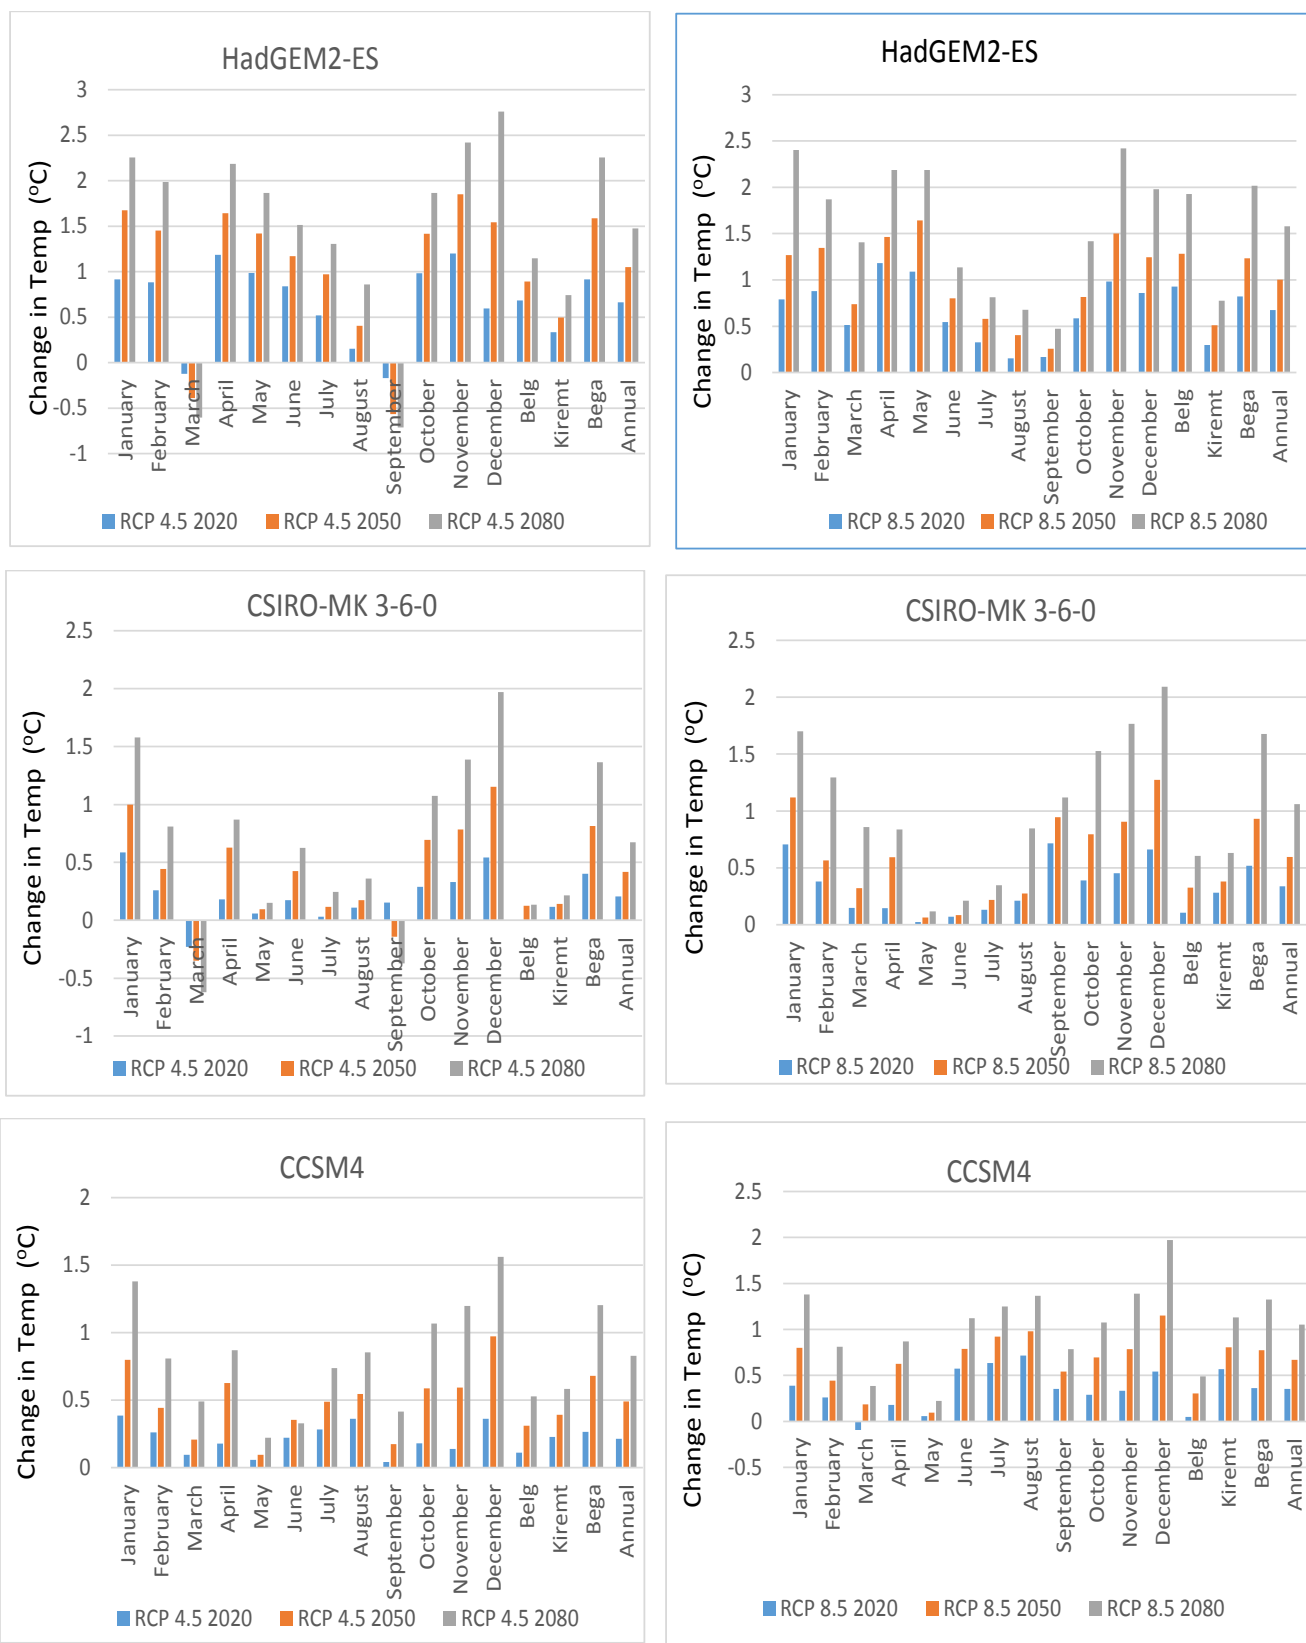 HadGEM2-ES
Change in Temp (°C)
3
2.5
2
1.5
1
0.5
0
-0.5
-1
January
February
March
April
May
June
July
August
September
October
November
December
Belg
Kiremt
Bega
Annual
RCP 4.5 2020 RCP 4.5 2050 RCP 4.5 2080
HadGEM2-ES
Change in Temp (°C)
3
2.5
2
1.5
1
0.5
0
January
February
March
April
May
June
July
August
September
October
November
December
Belg
Kiremt
Bega
Annual
RCP 8.5 2020 RCP 8.5 2050 RCP 8.5 2080
CSIRO-MK 3-6-0
Change in Temp (°C)
2.5
2
1.5
1
0.5
0
-0.5
-1
January
February
March
April
May
June
July
August
September
October
November
December
Belg
Kiremt
Bega
Annual
RCP 4.5 2020 RCP 4.5 2050 RCP 4.5 2080
CSIRO-MK 3-6-0
Change in Temp (°C)
2.5
2
1.5
1
0.5
0
January
February
March
April
May
June
July
August
September
October
November
December
Belg
Kiremt
Bega
Annual
RCP 8.5 2020 RCP 8.5 2050 RCP 8.5 2080
CCSM4
Change in Temp (°C)
2
1.5
1
0.5
0
January
February
March
April
May
June
July
August
September
October
November
December
Belg
Kiremt
Bega
Annual
RCP 4.5 2020 RCP 4.5 2050 RCP 4.5 2080
CCSM4
Change in Temp (°C)
2.5
2
1.5
1
0.5
0
-0.5
January
February
March
April
May
June
July
August
September
October
November
December
Belg
Kiremt
Bega
Annual
RCP 8.5 2020 RCP 8.5 2050 RCP 8.5 2080